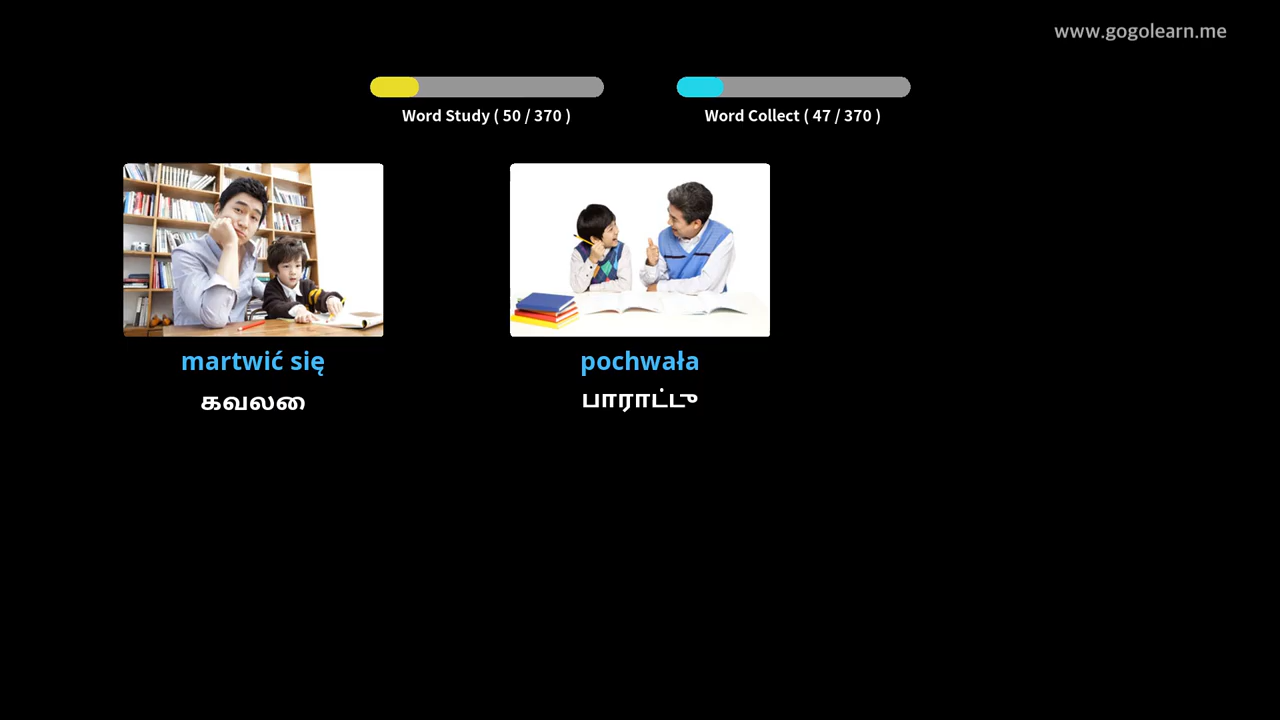 www.gogolearn.me
Word Study ( 50 / 370 )
Word Collect ( 47 / 370 )
martwić się
கவலை
pochwała
பாராட்டு